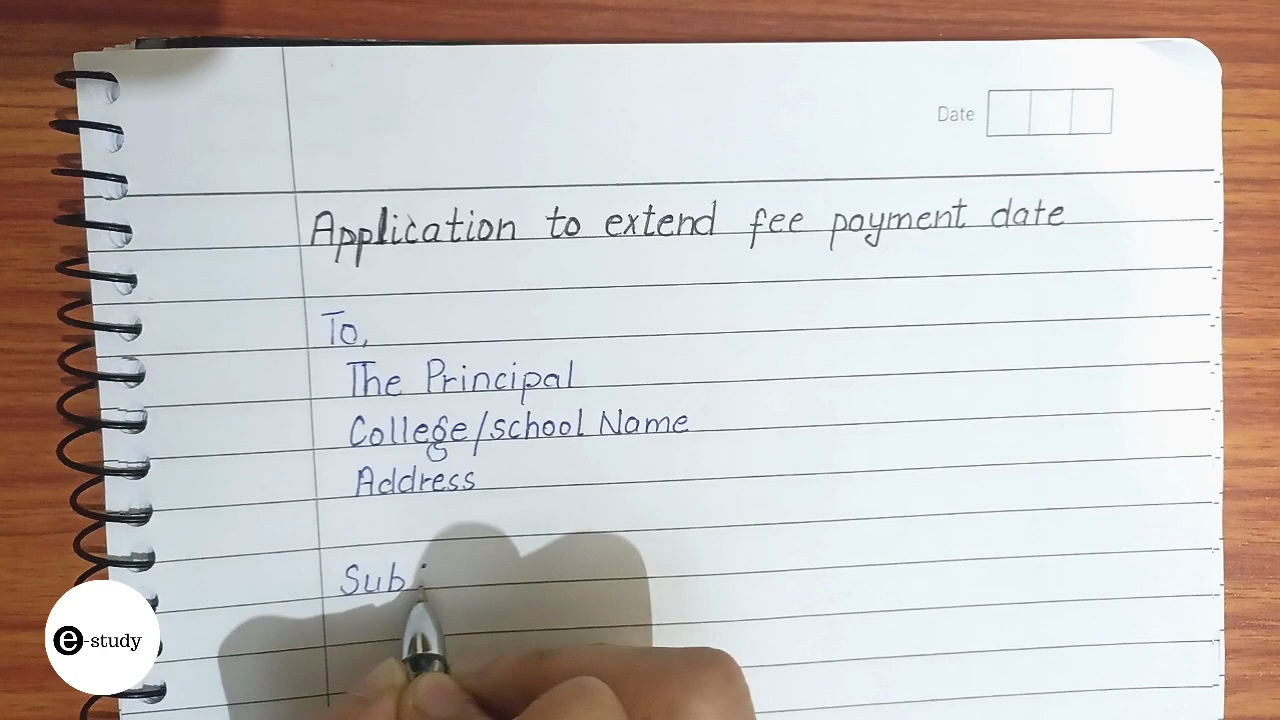 Date
Application to extend fee payment date
To,
The Principal
College/school Name
Address
Sub:
e-study